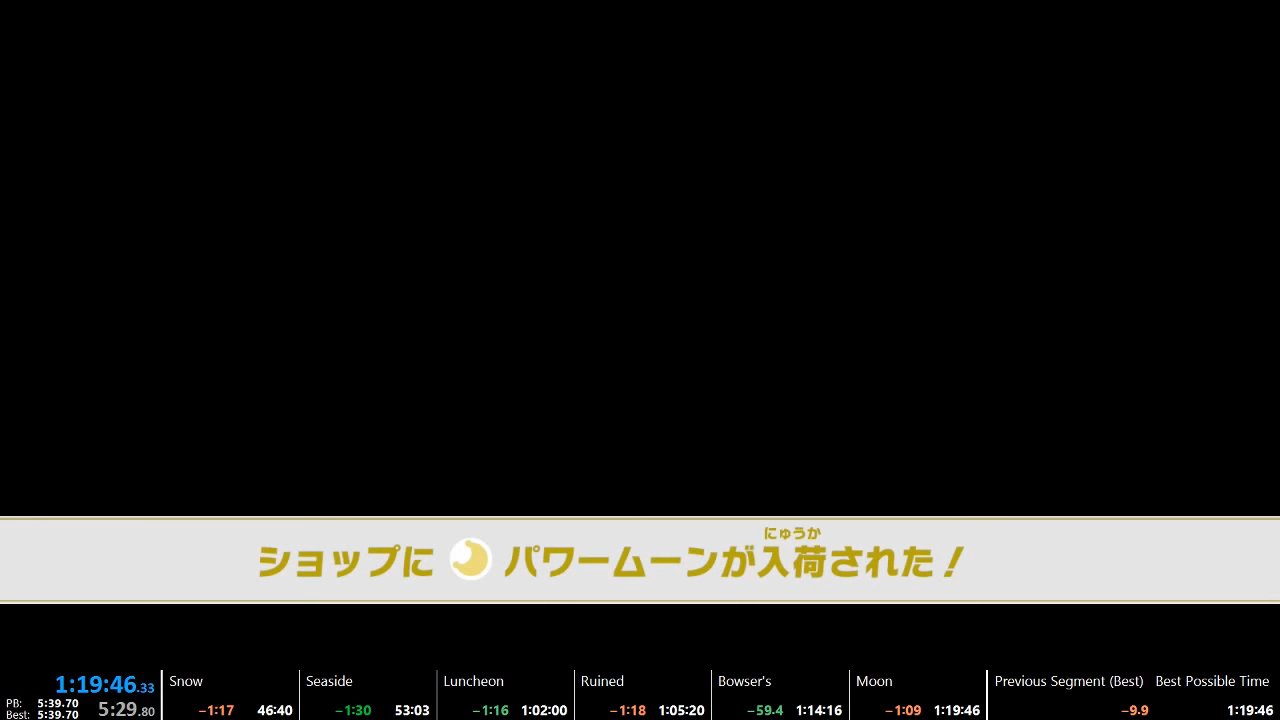 にゅうか
ショップに パワームーンが入荷された!
1:19:46.33
PB: 5:39.70
Best: 5:39.70
5:29.80
Snow
−1:17 46:40
Seaside
−1:30 53:03
Luncheon
−1:16 1:02:00
Ruined
−1:18 1:05:20
Bowser's
−59.4 1:14:16
Moon
−1:09 1:19:46
Previous Segment (Best)
−9.9
Best Possible Time
1:19:46